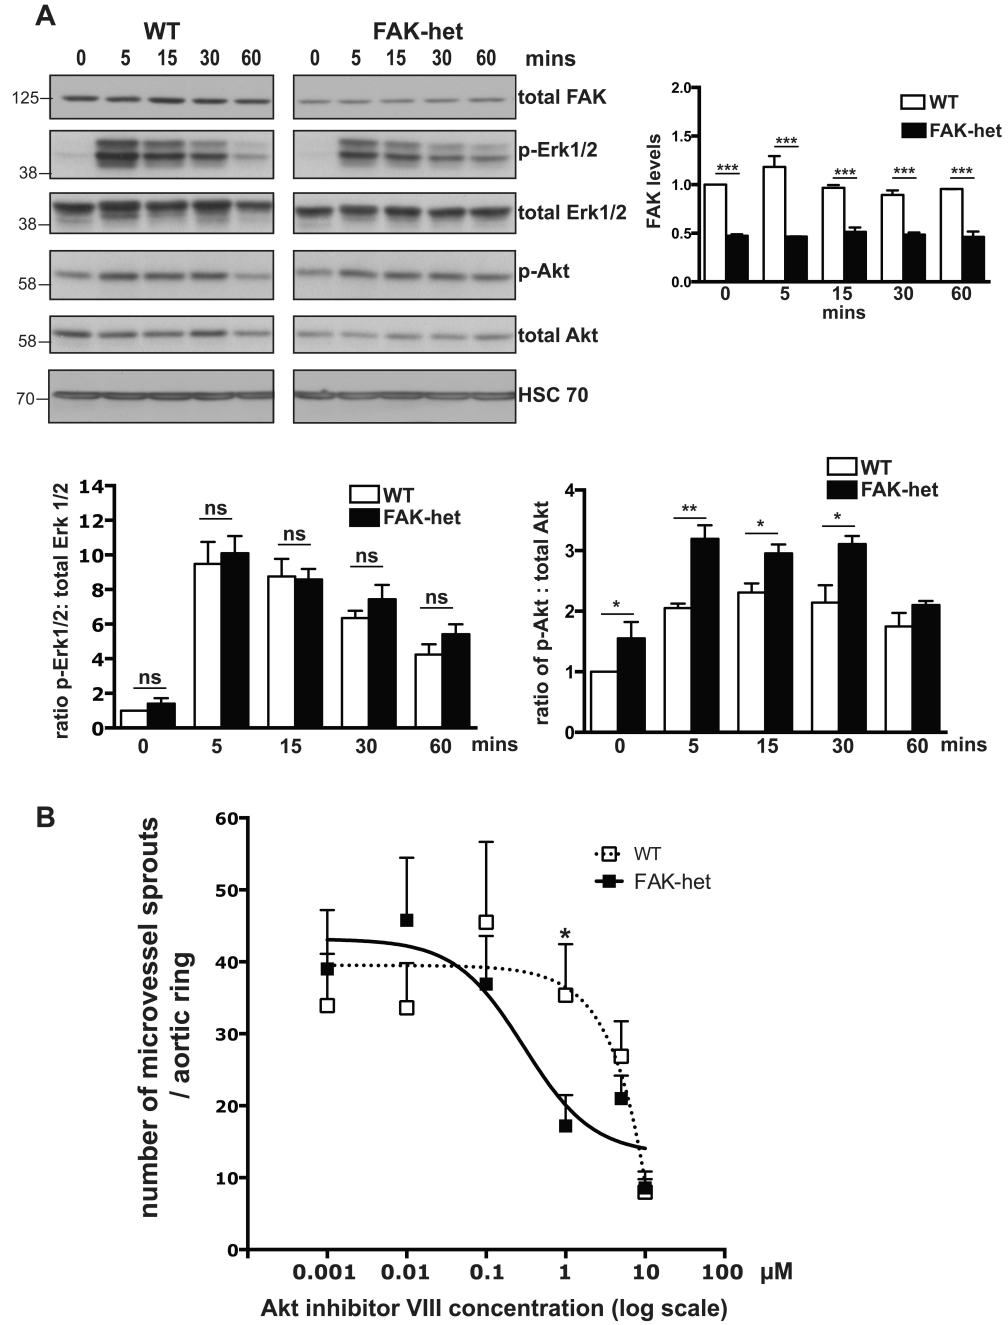 A
WT
FAK-het
0 5 15 30 60
0 5 15 30 60 mins
125
total FAK
38
p-Erk1/2
38
total Erk1/2
58
p-Akt
58
total Akt
70
HSC 70
FAK levels
2.0
1.5
1.0
0.5
0.0
WT
FAK-het
*** *** *** *** ***
0 5 15 30 60
mins
ratio p-Erk1/2: total Erk 1/2
14
12
10
8
6
4
2
0
WT
FAK-het
ns ns ns ns ns
0 5 15 30 60 mins
ratio of p-Akt : total Akt
4
3
2
1
0
WT
FAK-het
* ** * *
0 5 15 30 60 mins
B
number of microvessel sprouts
/ aortic ring
60
50
40
30
20
10
0
WT
FAK-het
*
0.001 0.01 0.1 1 10 100 µM
Akt inhibitor VIII concentration (log scale)